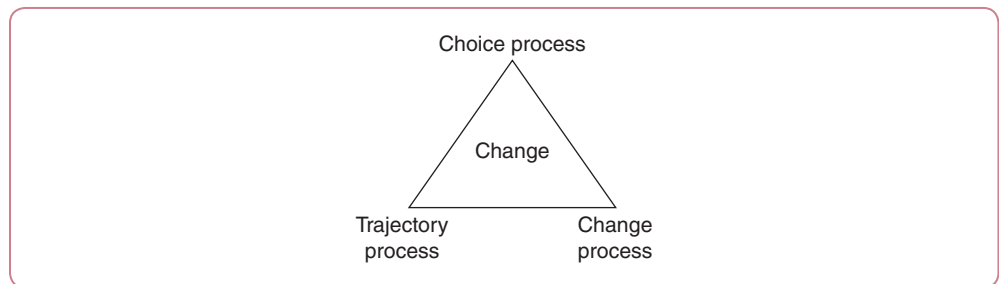 Choice process
Change
Trajectory
process
Change
process